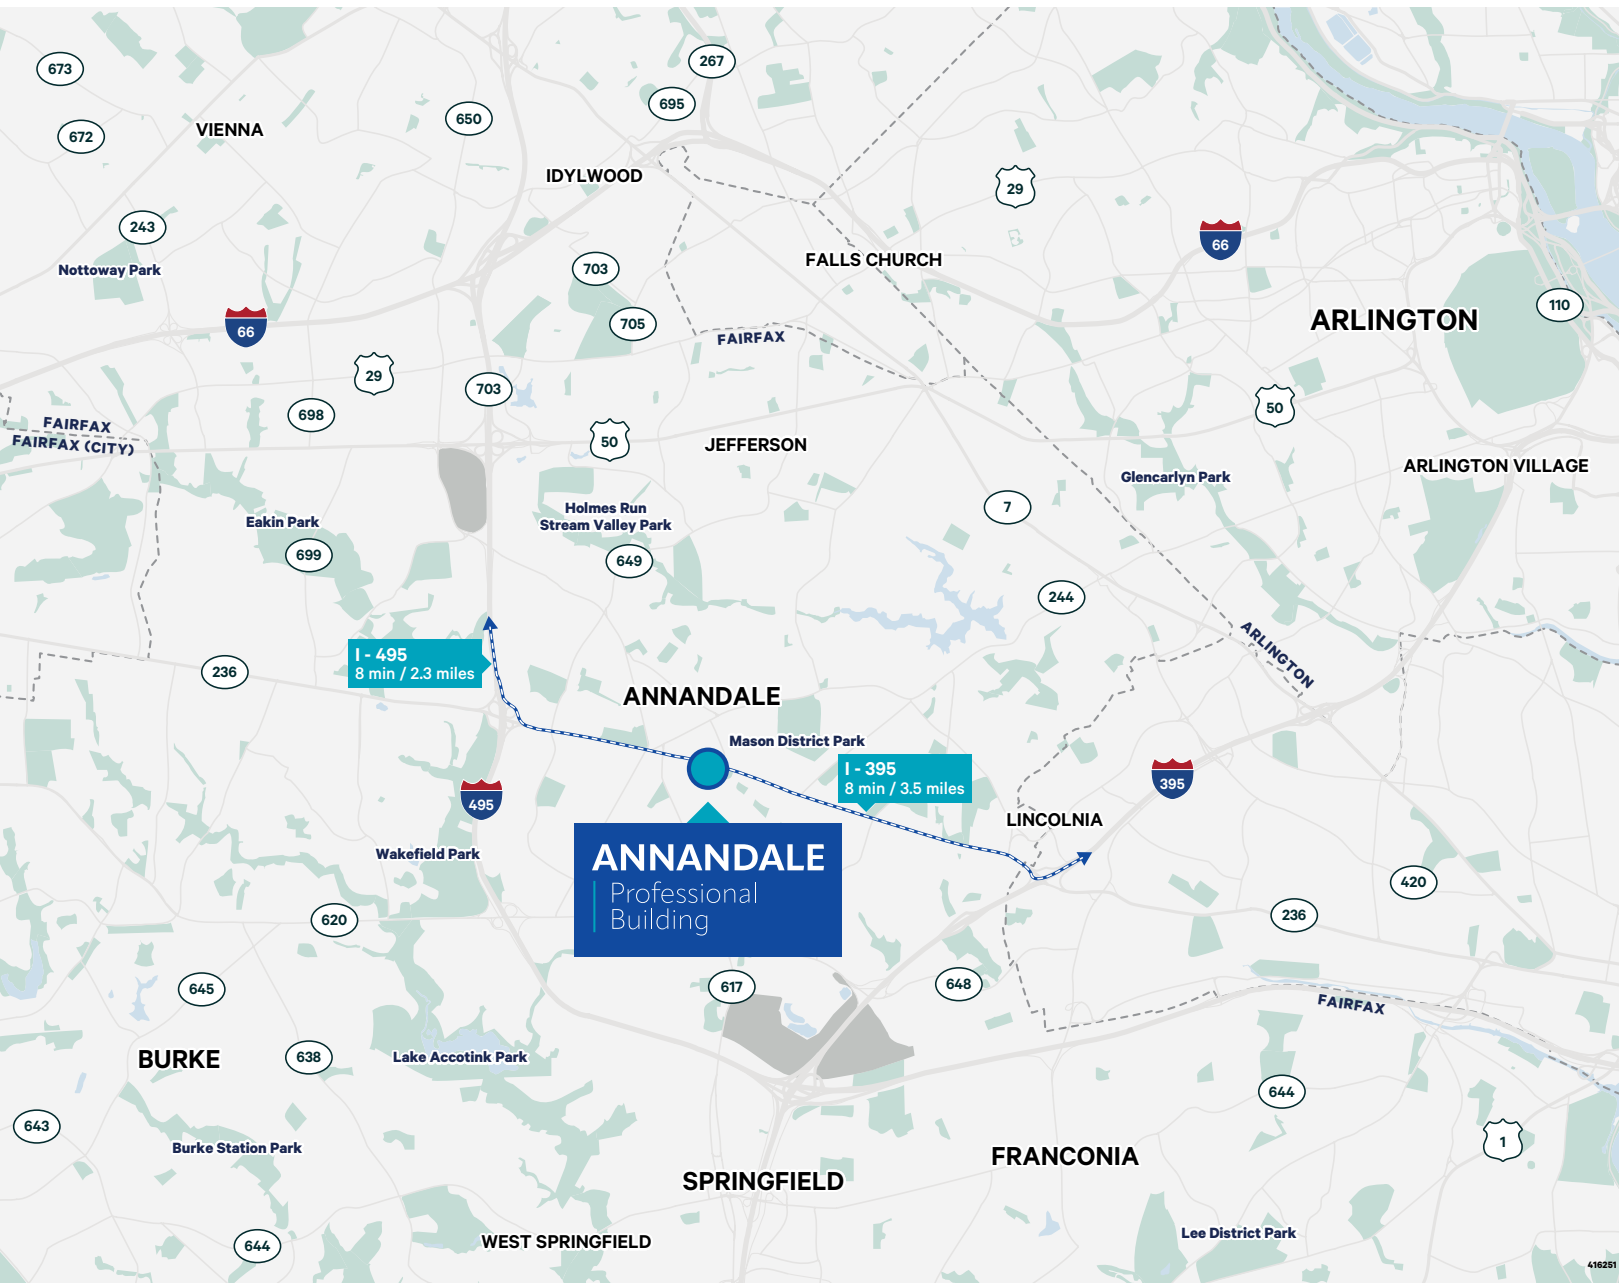 267
673
695
650
VIENNA
672
IDYLWOOD
29
243
66
FALLS CHURCH
Nottoway Park
703
110
ARLINGTON
66
705
FAIRFAX
29
703
50
698
FAIRFAX
FAIRFAX (CITY)
50
JEFFERSON
ARLINGTON VILLAGE
Glencarlyn Park
7
Holmes Run
Stream Valley Park
Eakin Park
699
649
244
ARLINGTON
I - 495
8 min / 2.3 miles
236
ANNANDALE
Mason District Park
I - 395
8 min / 3.5 miles
395
495
LINCOLNIA
Wakefield Park
ANNANDALE
Professional
Building
420
236
620
645
617
648
FAIRFAX
BURKE
638
Lake Accotink Park
644
643
1
Burke Station Park
FRANCONIA
SPRINGFIELD
Lee District Park
644
WEST SPRINGFIELD
416251